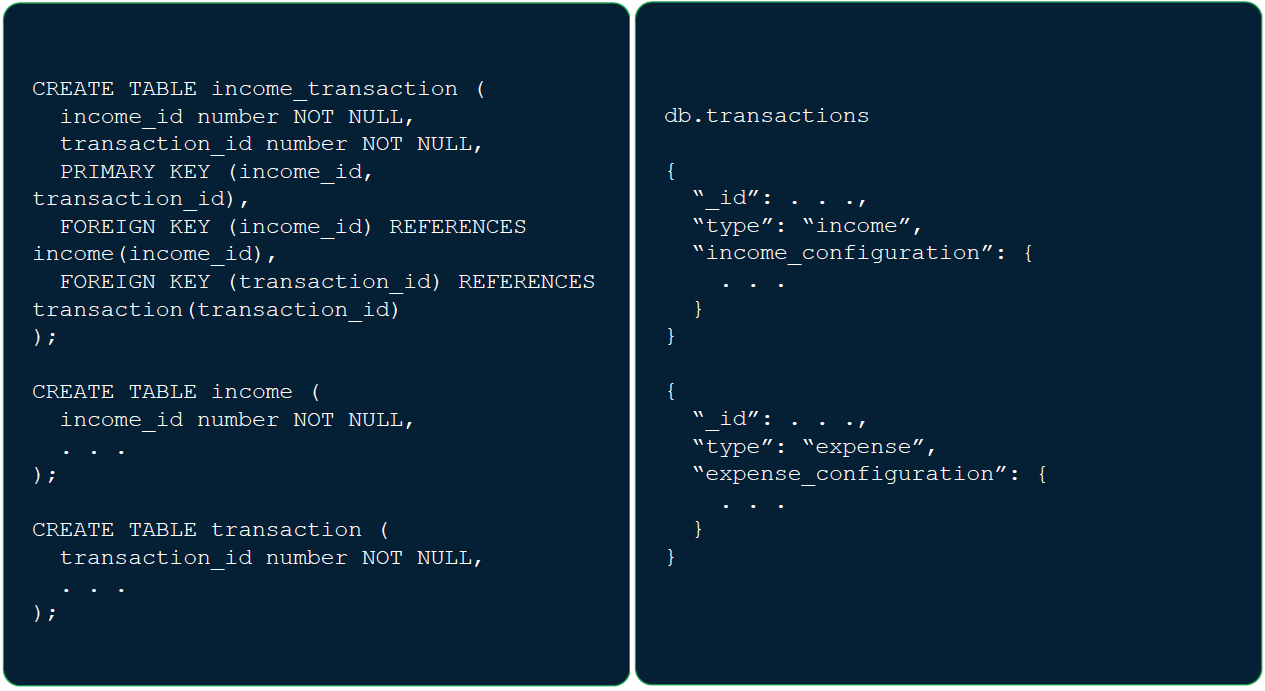 CREATE TABLE income_transaction (
  income_id number NOT NULL,
  transaction_id number NOT NULL,
  PRIMARY KEY (income_id,
transaction_id),
  FOREIGN KEY (income_id) REFERENCES
income(income_id),
  FOREIGN KEY (transaction_id) REFERENCES
transaction(transaction_id)
);

CREATE TABLE income (
  income_id number NOT NULL,
  . . .
);

CREATE TABLE transaction (
  transaction_id number NOT NULL,
  . . .
);

db.transactions

{
  “_id”: . . .,
  “type”: “income”,
  “income_configuration”: {
    . . .
  }
}

{
  “_id”: . . .,
  “type”: “expense”,
  “expense_configuration”: {
    . . .
  }
}